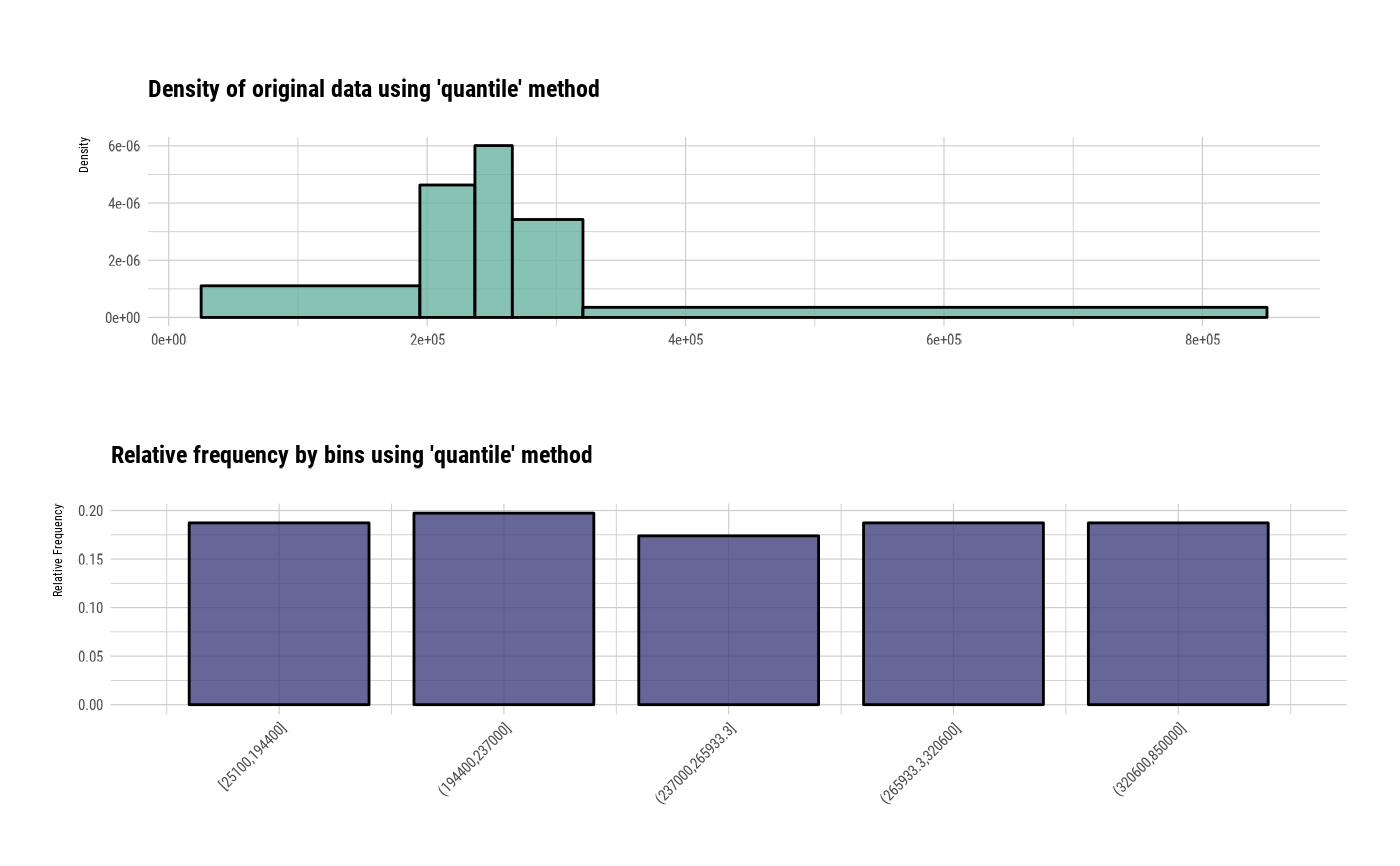 Density of original data using 'quantile' method
Density
6e-06
4e-06
2e-06
0e+00
0e+00 2e+05 4e+05 6e+05 8e+05
Relative frequency by bins using 'quantile' method
Relative Frequency
0.20
0.15
0.10
0.05
0.00
[25100,194400] (194400,237000] (237000,265933.3] (265933.3,320600] (320600,850000]